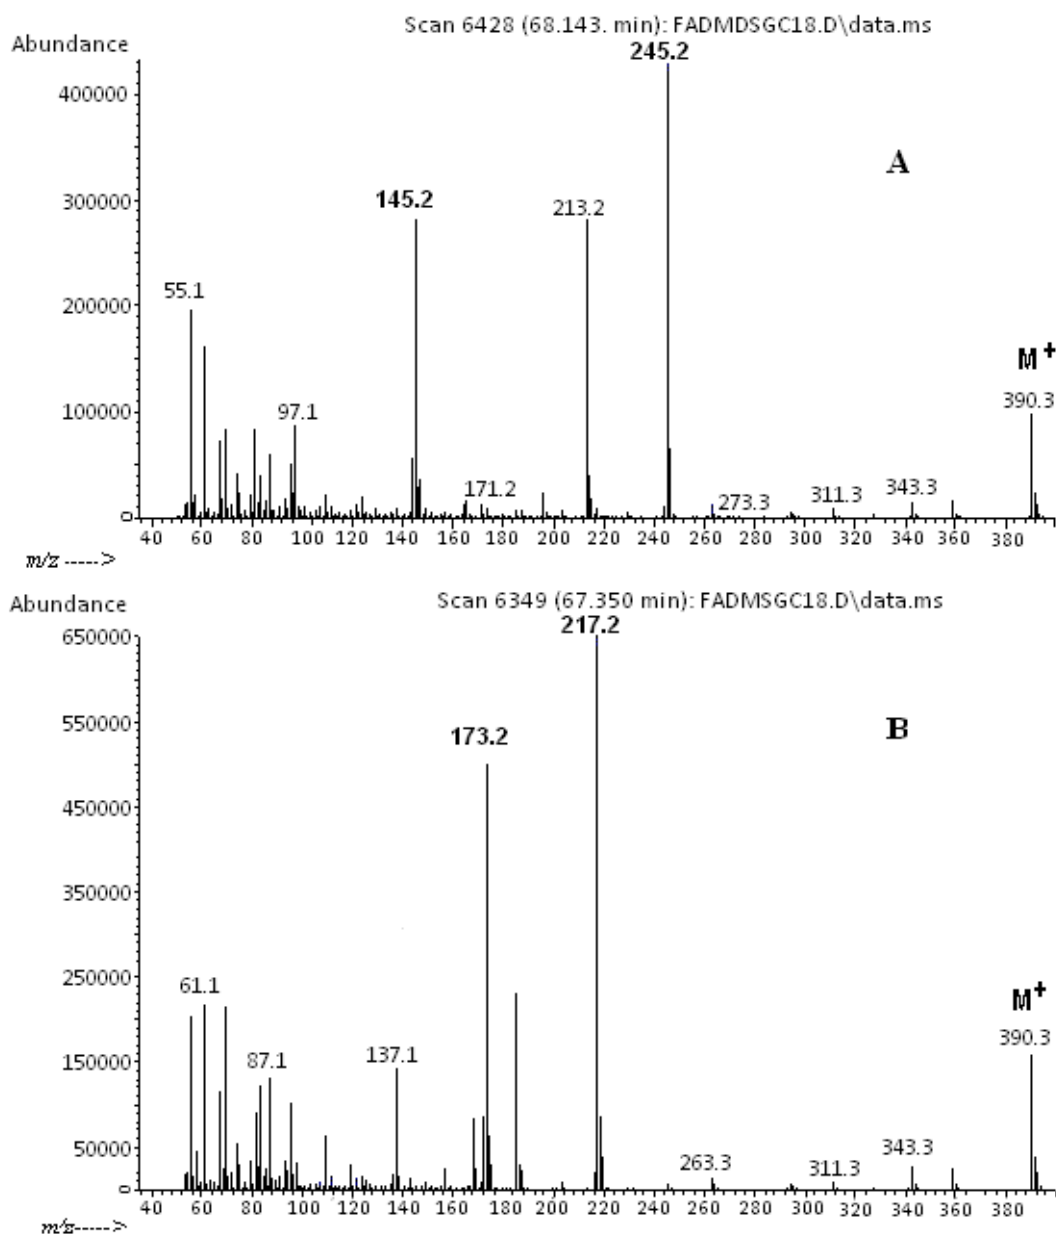 Scan 6428 (68.143. min): FADMDSGC18.D\data.ms
Abundance
245.2
400000
A
145.2
300000
213.2
55.1
200000
M+
390.3
97.1
100000
171.2
273.3
311.3
343.3
0
40 60 80 100 120 140 160 180 200 220 240 260 280 300 320 340 360 380
m/z ----->
Scan 6349 (67.350 min): FADMSGC18.D\data.ms
Abundance
217.2
650000
B
173.2
550000
450000
350000
250000
61.1
M+
390.3
150000
87.1
137.1
50000
263.3
311.3
343.3
0
40 60 80 100 120 140 160 180 200 220 240 260 280 300 320 340 360 380
m/z----->